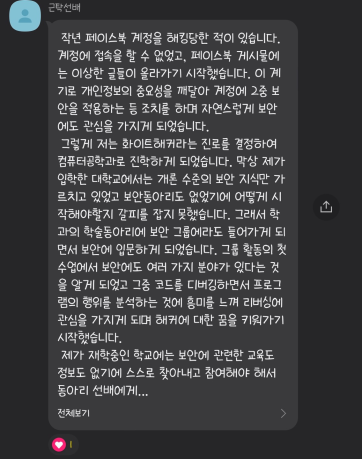 근탁선배
작년 페이스북 계정을 해킹당한 적이 있습니다.
계정에 접속을 할 수 없었고, 페이스북 게시물에
는 이상한 글들이 올라가기 시작했습니다. 이 계
기로 개인정보의 중요성을 깨달아 계정에 2중 보
안을 적용하는 등 조치를 하며 자연스럽게 보안
에도 관심을 가지게 되었습니다.
그렇게 저는 화이트해커라는 진로를 결정하여
컴퓨터공학과로 진학하게 되었습니다. 막상 제가
입학한 대학교에서는 개론 수준의 보안 지식만 가
르치고 있었고 보안동아리도 없었기에 어떻게 시
작해야할지 갈피를 잡지 못했습니다. 그래서 학
과의 학술동아리에 보안 그룹에라도 들어가게 되
면서 보안에 입문하게 되었습니다. 그룹 활동의 첫
수업에서 보안에도 여러 가지 분야가 있다는 것
을 알게 되었고 그중 코드를 디버깅하면서 프로그
램의 행위를 분석하는 것에 흥미를 느껴 리버싱에
관심을 가지게 되며 해커에 대한 꿈을 키워가기
시작했습니다.
제가 재학중인 학교에는 보안에 관련한 교육도
정보도 없기에 스스로 찾아내고 참여해야 해서
동아리 선배에게...
전체보기
1